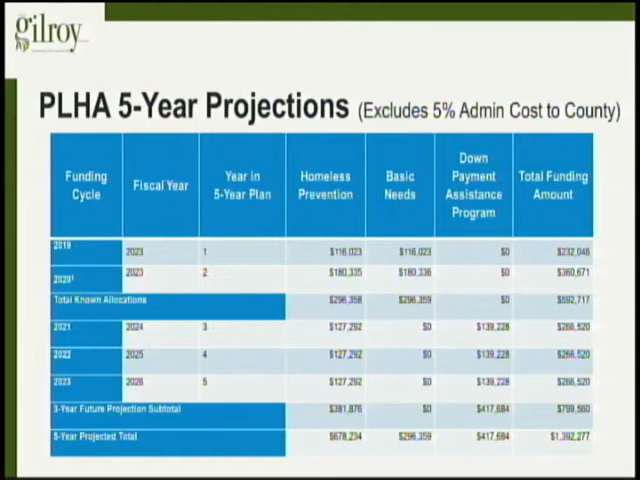 gilroy
PLHA 5-Year Projections (Excludes 5% Admin Cost to County)
Funding Cycle Fiscal Year Year in 5-Year Plan Homeless Prevention Basic Needs Down Payment Assistance Program Total Funding Amount
2019 2023 1 $116,023 $116,023 $0 $232,046
2020¹ 2023 2 $180,335 $180,336 $0 $360,671
Total Known Allocations $296,358 $296,359 $0 $592,717
2021 2024 3 $127,292 $0 $139,228 $266,520
2022 2025 4 $127,292 $0 $139,228 $266,520
2023 2026 5 $127,292 $0 $139,228 $266,520
3-Year Future Projection Subtotal $381,876 $0 $417,684 $799,560
5-Year Projected Total $678,234 $296,359 $417,684 $1,392,277